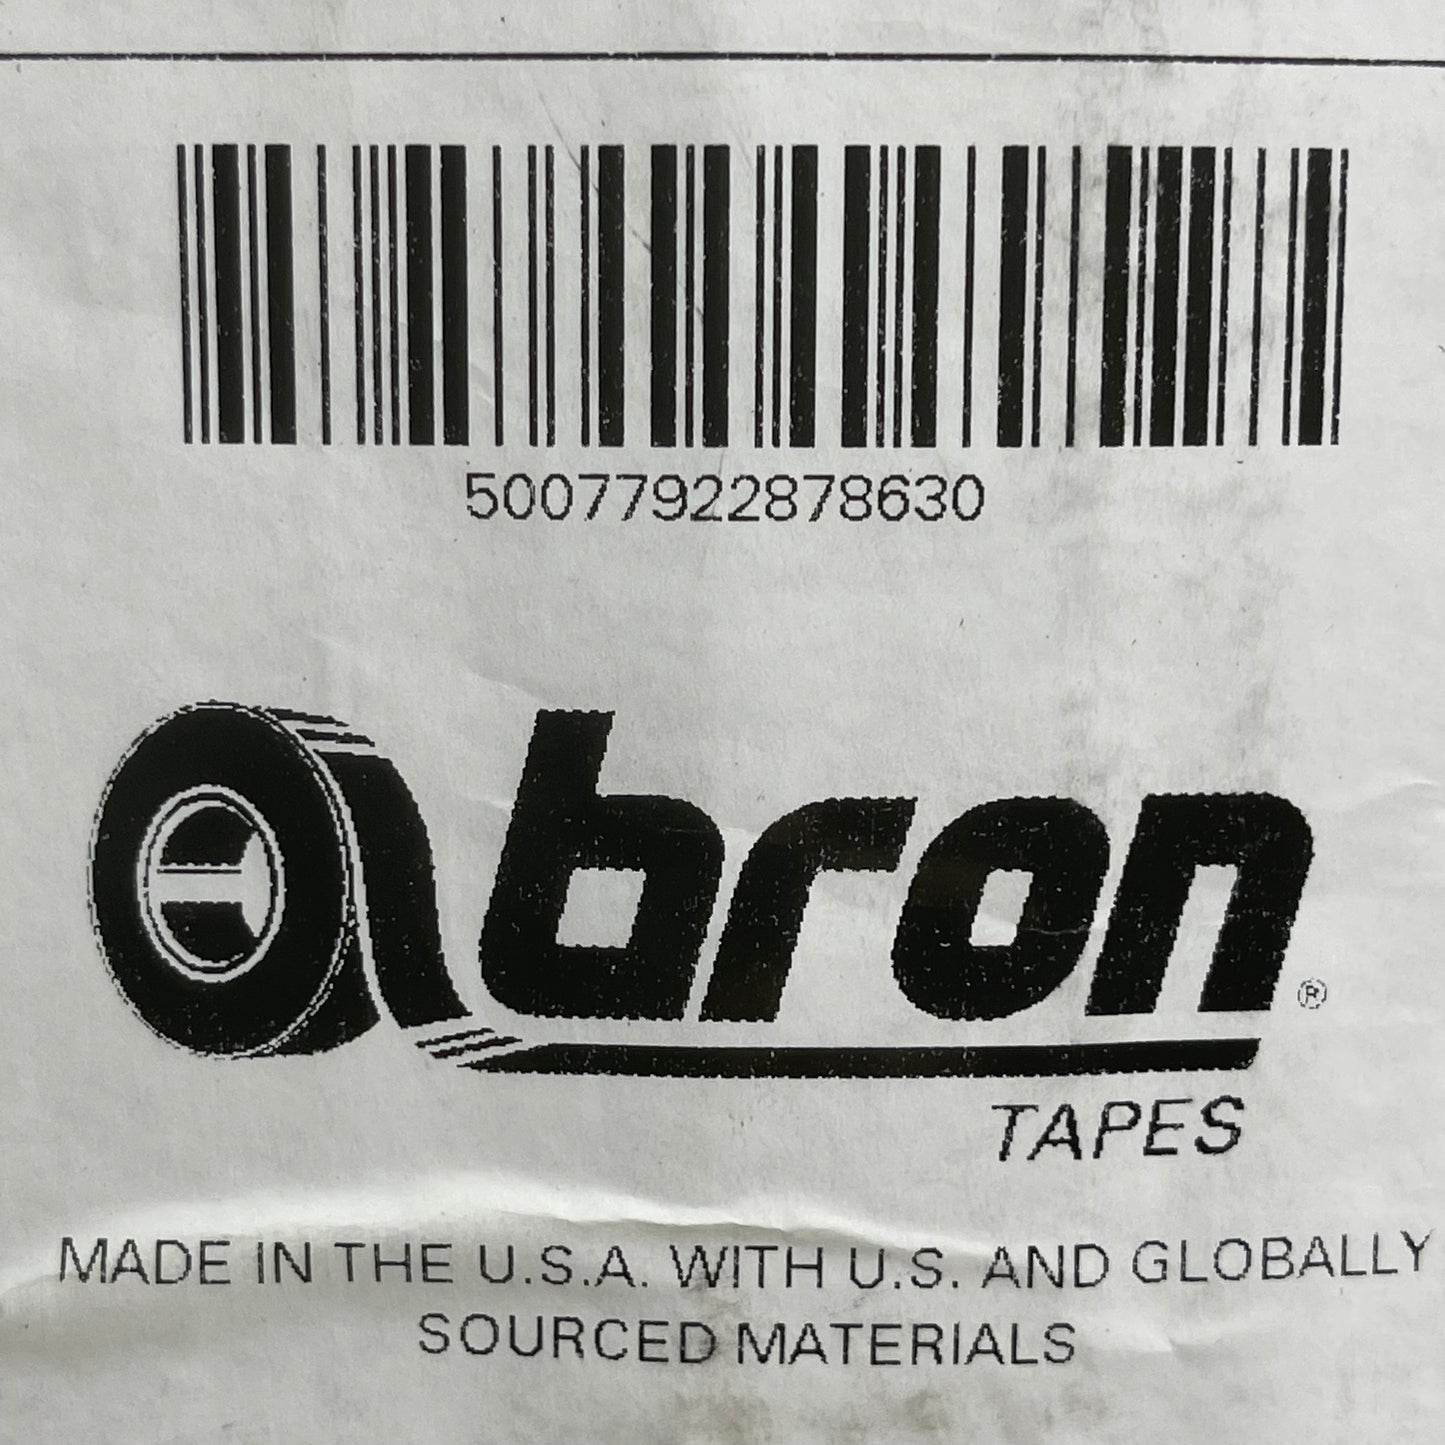 50077922878630
bron ®
TAPES
MADE IN THE U.S.A. WITH U.S. AND GLOBALLY
SOURCED MATERIALS